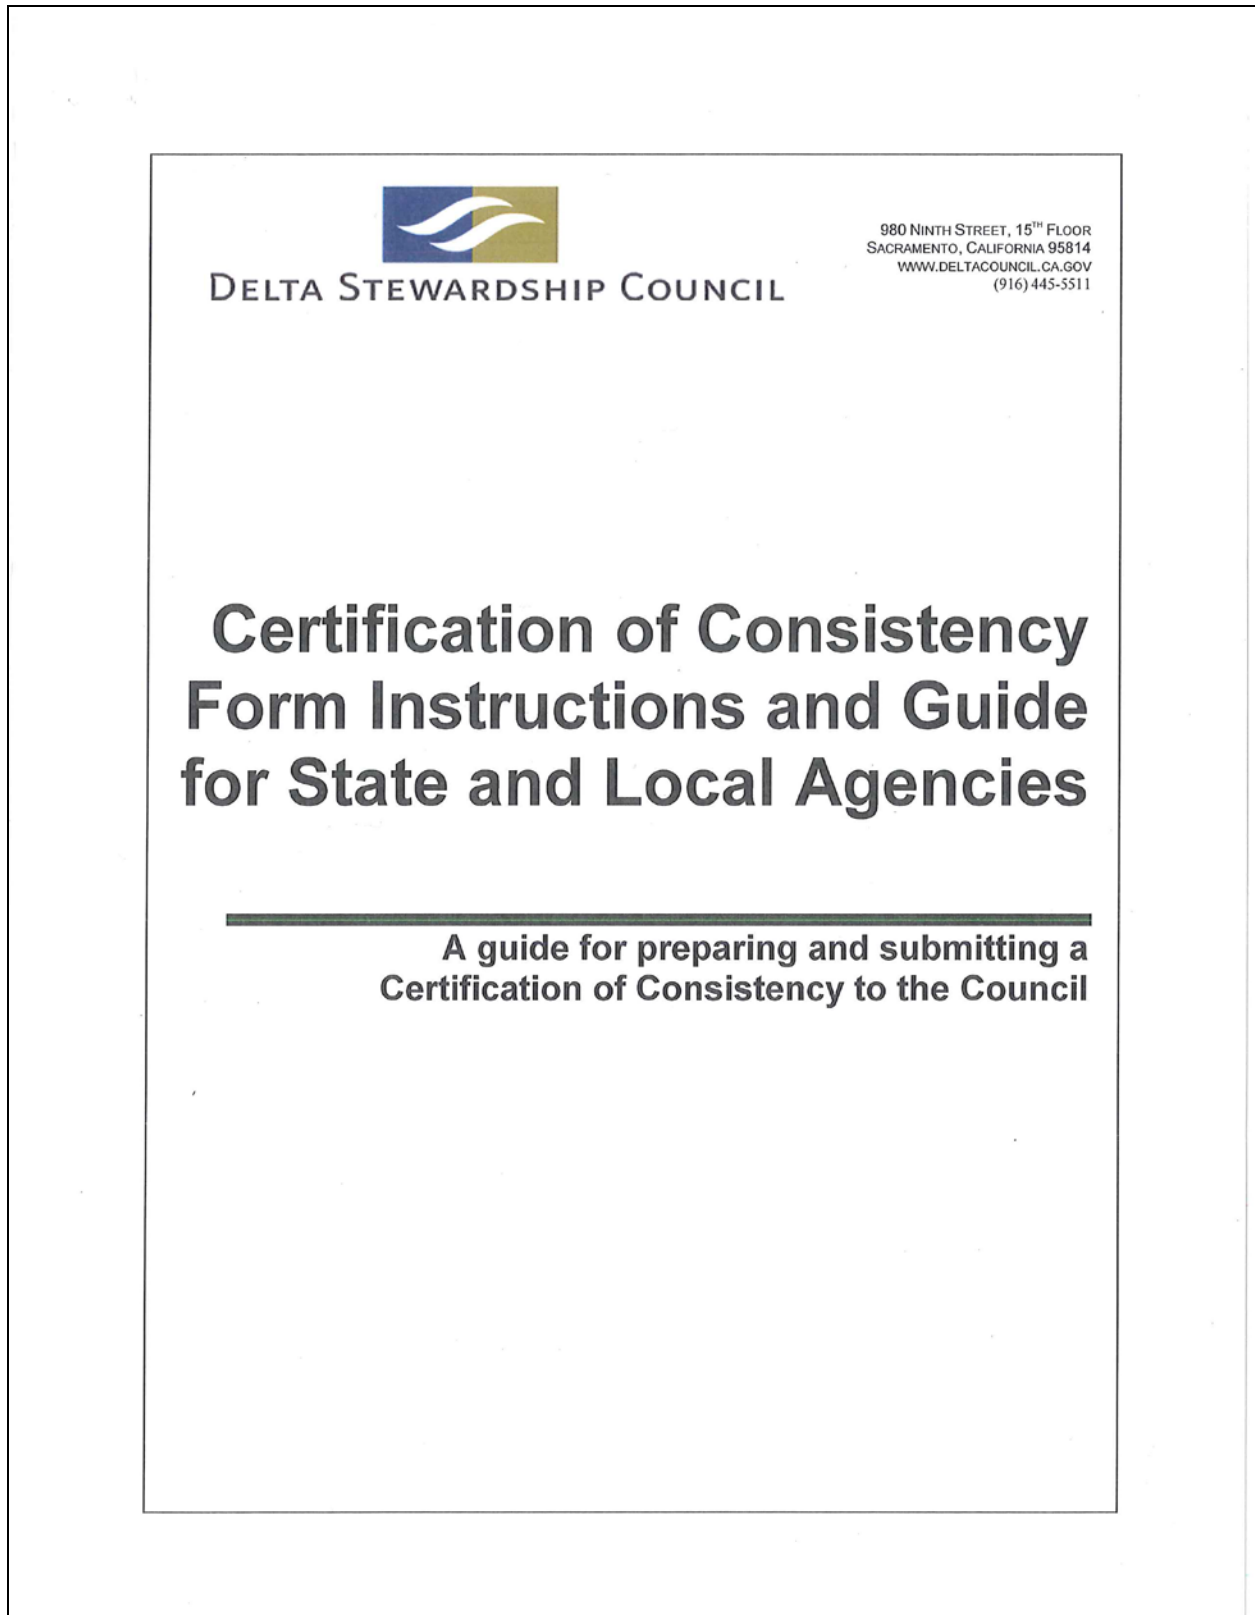 DELTA STEWARDSHIP COUNCIL
980 NINTH STREET, 15TH FLOOR
SACRAMENTO, CALIFORNIA 95814
WWW.DELTACOUNCIL.CA.GOV
(916) 445-5511
Certification of Consistency
Form Instructions and Guide
for State and Local Agencies
A guide for preparing and submitting a
Certification of Consistency to the Council